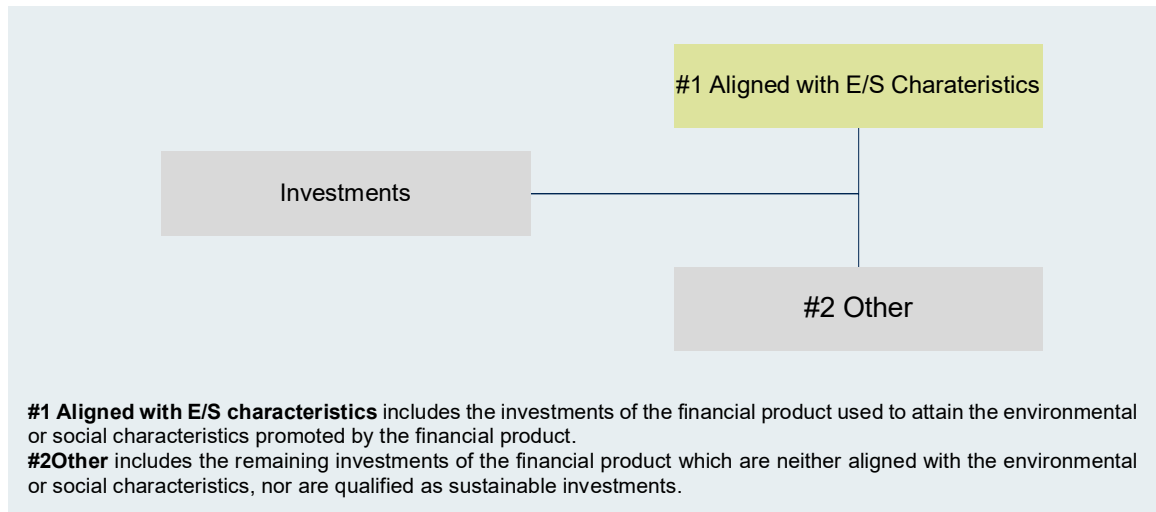 #1 Aligned with E/S Charateristics
Investments
#2 Other
#1 Aligned with E/S characteristics includes the investments of the financial product used to attain the environmental
or social characteristics promoted by the financial product.
#2Other includes the remaining investments of the financial product which are neither aligned with the environmental
or social characteristics, nor are qualified as sustainable investments.